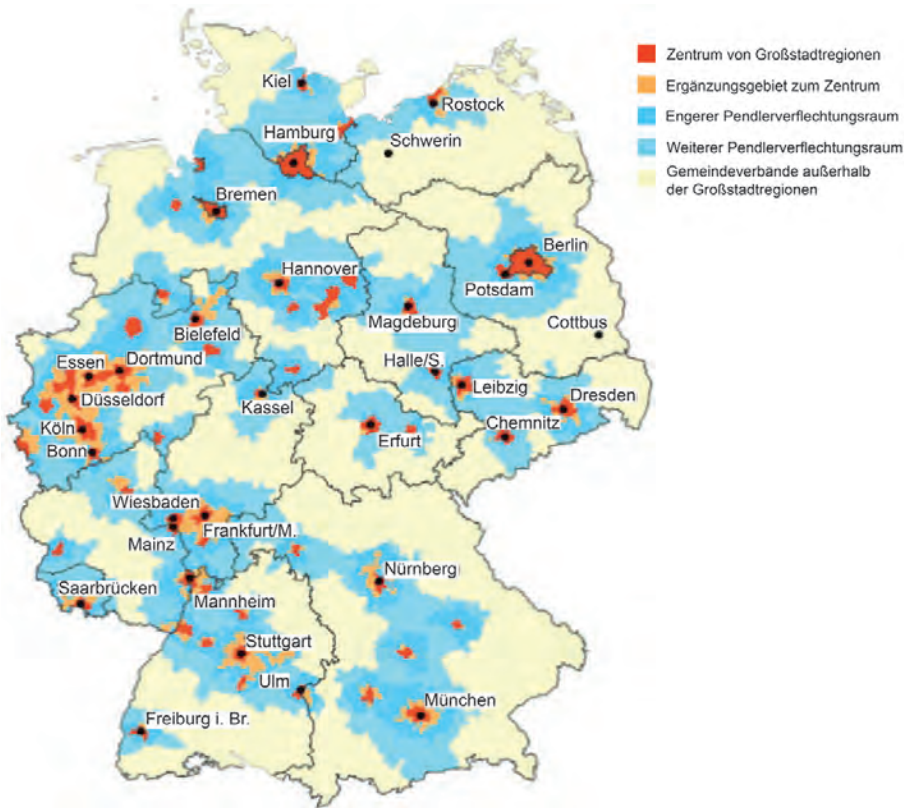 Zentrum von Großstadtregionen
Ergänzungsgebiet zum Zentrum
Engerer Pendlerverflechtungsraum
Weiterer Pendlerverflechtungsraum
Gemeindeverbände außerhalb
der Großstadtregionen
Kiel
Rostock
Hamburg
Schwerin
Bremen
Berlin
Hannover
Potsdam
Magdeburg
Bielefeld
Cottbus
Dortmund
Essen
Halle/S.
Leibzig
Düsseldorf
Kassel
Dresden
Chemnitz
Köln
Erfurt
Bonn
Wiesbaden
Frankfurt/M.
Mainz
Nürnberg
Saarbrücken
Mannheim
Stuttgart
Ulm
München
Freiburg i. Br.